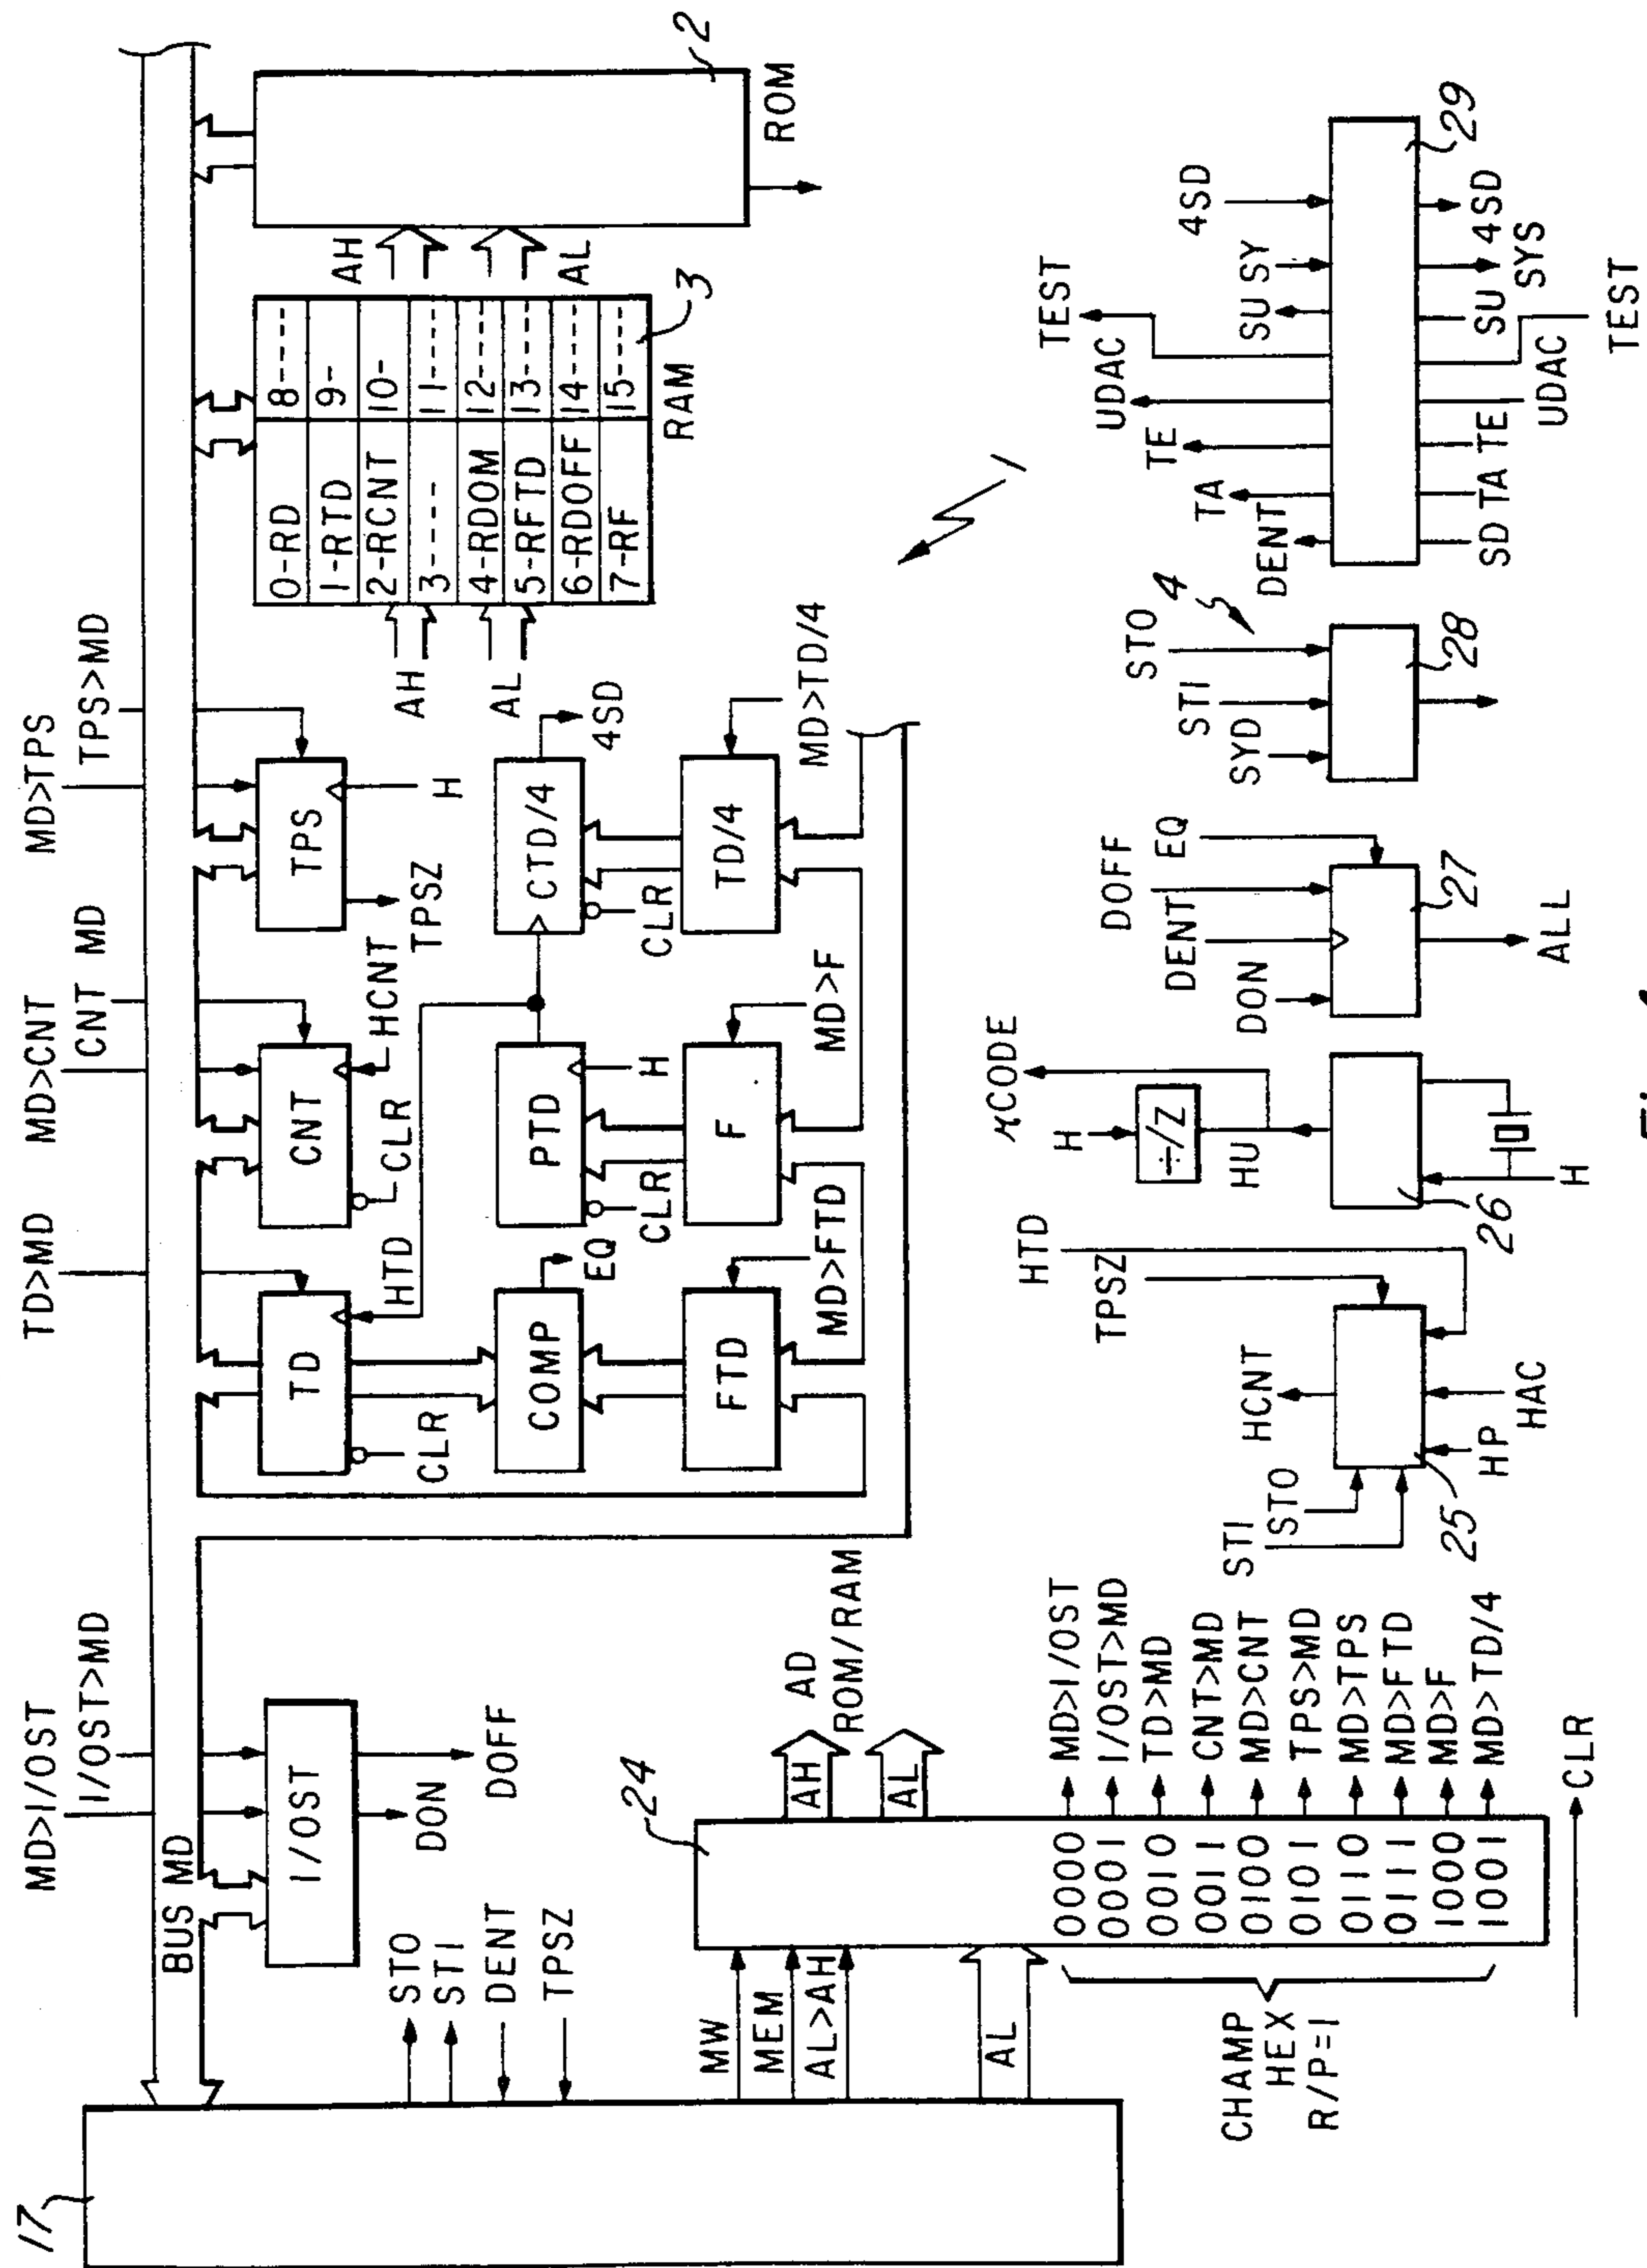 17
BUS MD
MD>I/OST
I/OST>MD
I/OST
DON
DOFF
STO
STI
DENT
TPSZ
TD>MD
MD>CNT
CNT MD
MD>TPS
TPS>MD
TD
CLR
HTD
CNT
CLR
HCNT
TPS
TPSZ
H
COMP
EQ
PTD
CLR
H
CTD/4
4SD
CLR
FTD
MD>FTD
F
MD>F
TD/4
MD>TD/4
AH
AL
0-RD
8-----
1-RTD
9-
2-RCNT
10-
3----
11-----
4-RDOM
12----
5-RFTD
13----
6-RDOFF
14----
7-RF
15----
RAM
3
AH
AL
2
ROM
1
MW
MEM
AL>AH
AL
24
AH
AD
ROM/RAM
AL
CHAMP
HEX
R/P=1
0000 MD>I/OST
0001 I/OST>MD
0010 TD>MD
0011 CNT>MD
0100 MD>CNT
0101 TPS>MD
0110 MD>TPS
0111 MD>FTD
1000 MD>F
1001 MD>TD/4
CLR
STI
STO
HCNT
TPSZ
HTD
25
HP
HAC
H
÷/Z
HU
μCODE
26
H
DON
DENT
DOFF
EQ
27
ALL
SYD
STI
STO
4
28
DENT
TA
TE
UDAC
TEST
SU
SY
4SD
29
SD
TA
TE
UDAC
TEST
SU
SYS
4SD